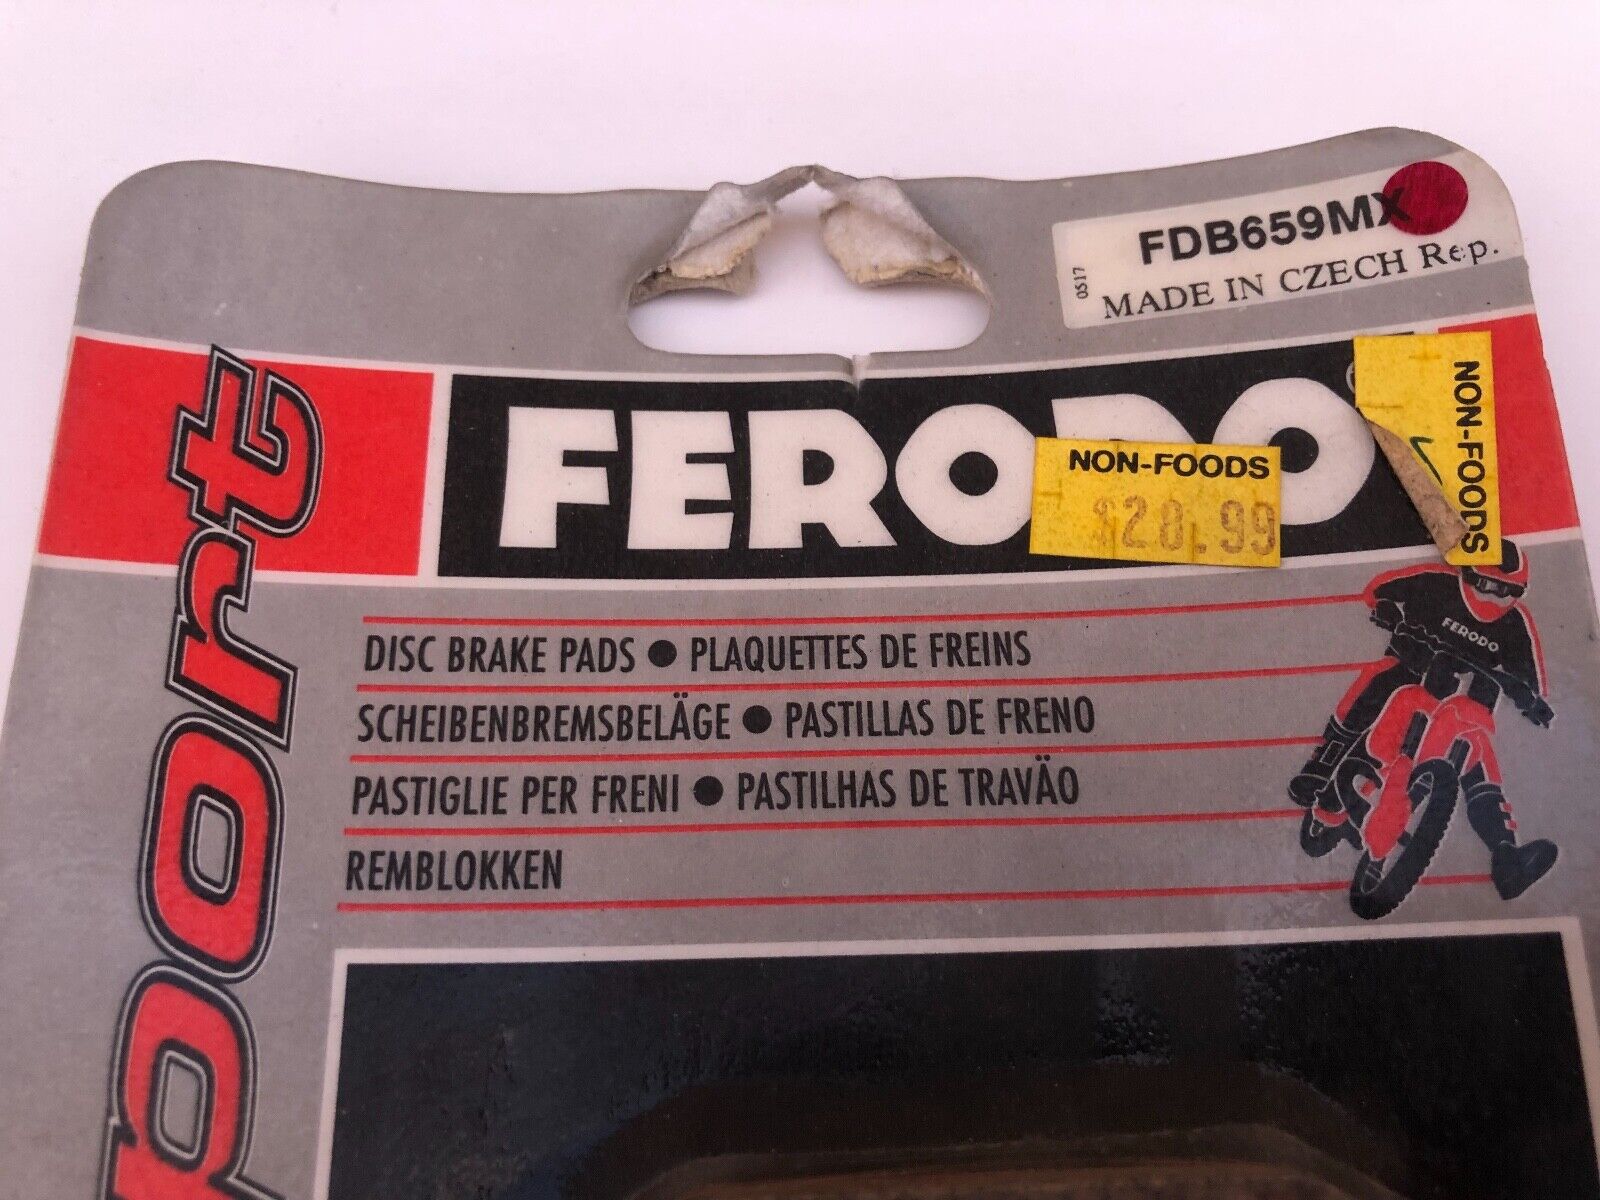 FDB659MX
0517
MADE IN CZECH Rep.
FERODO
NON-FOODS
$28.99
NON-FOODS
port
DISC BRAKE PADS ● PLAQUETTES DE FREINS
SCHEIBENBREMSBELÄGE ● PASTILLAS DE FRENO
PASTIGLIE PER FRENI ● PASTILHAS DE TRAVÄO
REMBLOKKEN
FERODO